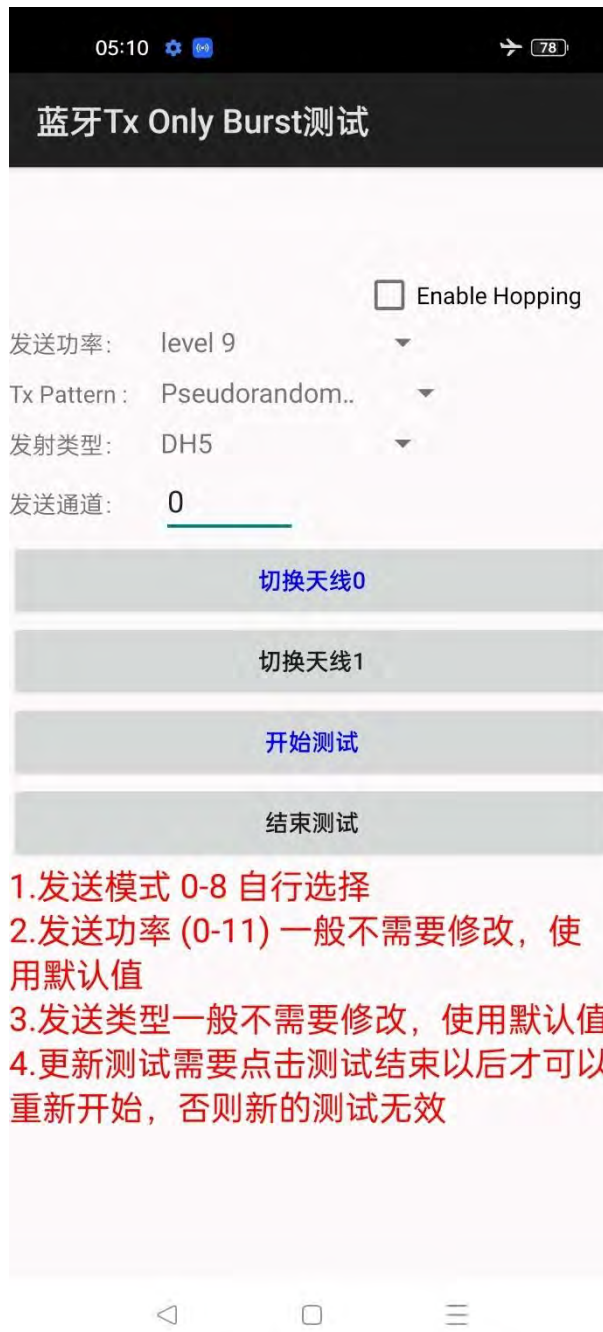 05:10
78
蓝牙Tx Only Burst测试
Enable Hopping
发送功率: level 9
Tx Pattern : Pseudorandom..
发射类型: DH5
发送通道: 0
切换天线0
切换天线1
开始测试
结束测试
1.发送模式 0-8 自行选择
2.发送功率 (0-11) 一般不需要修改，使
用默认值
3.发送类型一般不需要修改，使用默认值
4.更新测试需要点击测试结束以后才可以
重新开始，否则新的测试无效